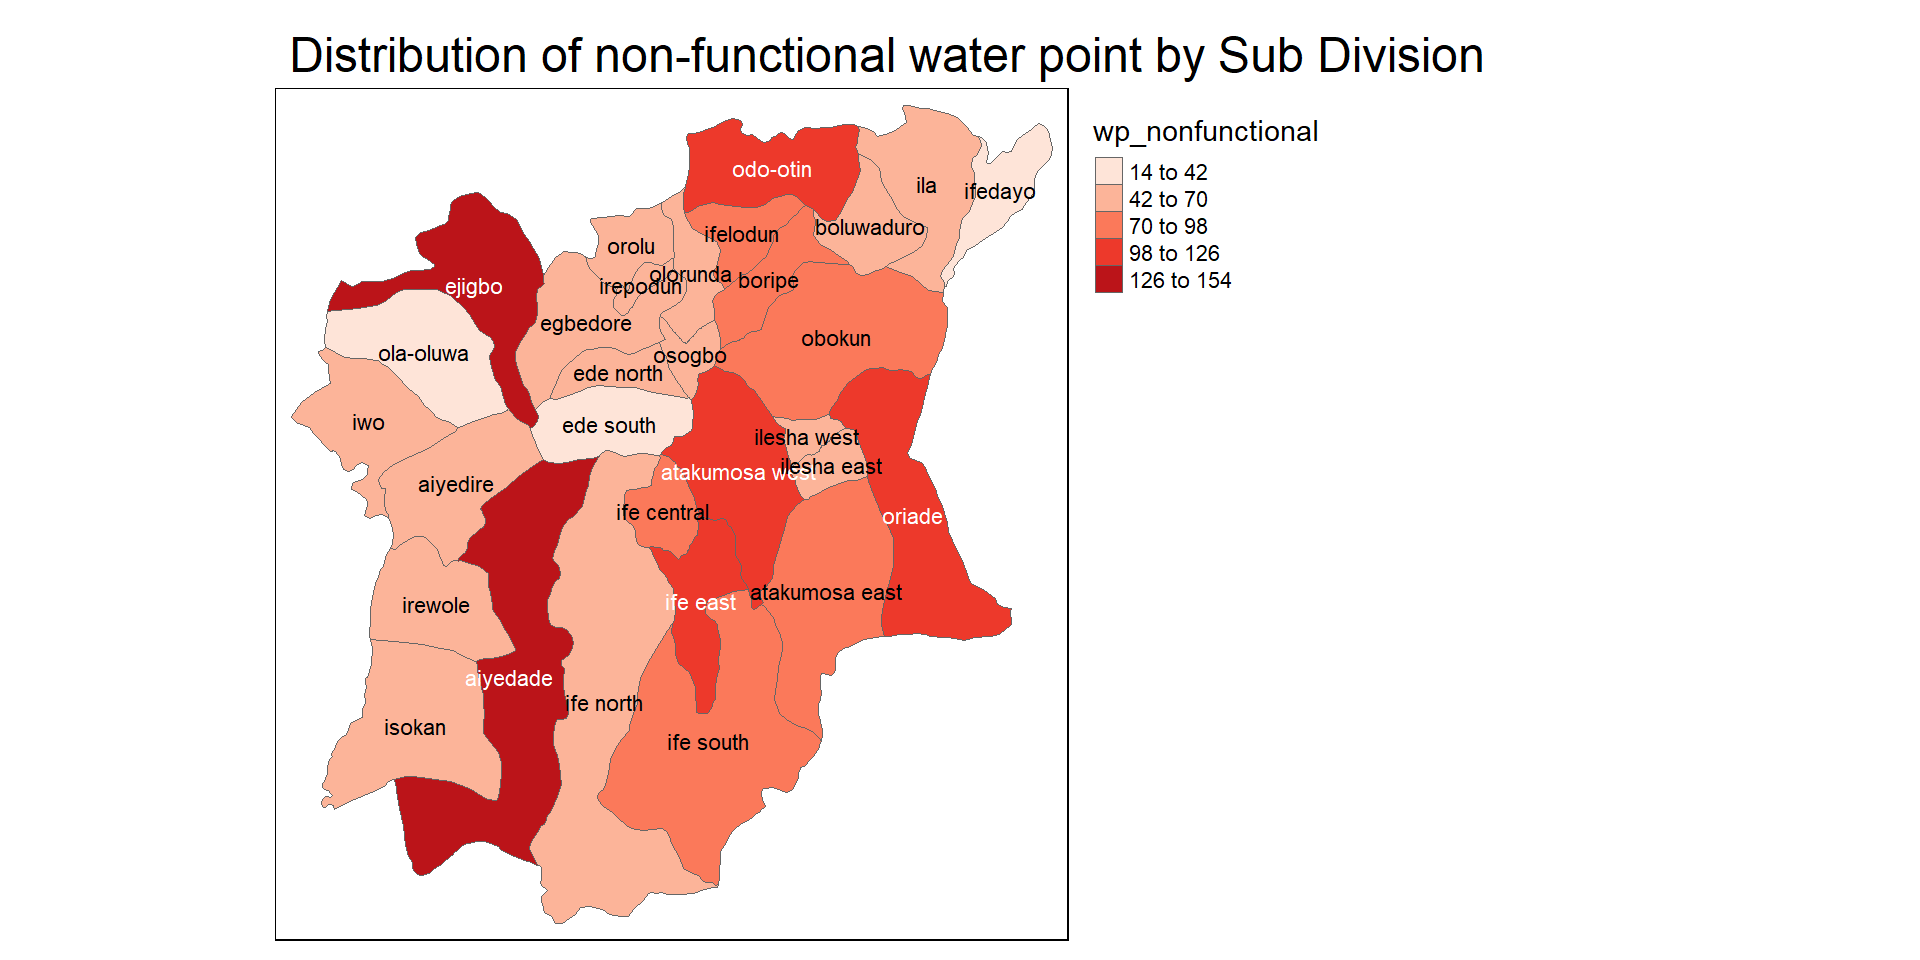 Distribution of non-functional water point by Sub Division
wp_nonfunctional
14 to 42
42 to 70
70 to 98
98 to 126
126 to 154
odo-otin
ila
ifedayo
boluwaduro
ifelodun
orolu
olorunda
irepodun
boripe
ejigbo
egbedore
obokun
ola-oluwa
osogbo
ede north
iwo
ede south
ilesha west
ilesha east
atakumosa west
aiyedire
ife central
oriade
atakumosa east
ife east
irewole
aiyedade
ife north
isokan
ife south